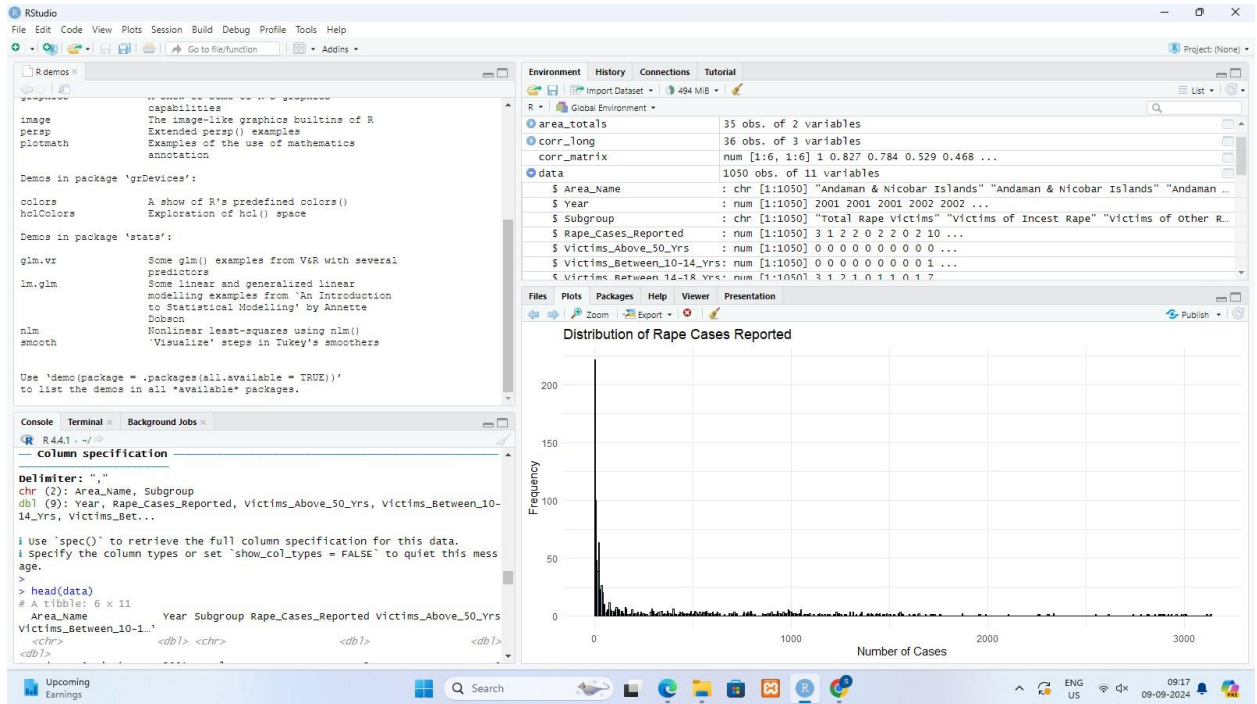 RStudio
File Edit Code View Plots Session Build Debug Profile Tools Help
Go to file/function
Addins
Project: (None)
R demos
capabilities
image The image-like graphics builtins of R
persp Extended persp() examples
plotmath Examples of the use of mathematics
annotation
Demos in package 'grDevices':
colors A show of R's predefined colors()
hclColors Exploration of hcl() space
Demos in package 'stats':
glm.vr Some glm() examples from V&R with several
predictors
lm.glm Some linear and generalized linear
modelling examples from `An Introduction
to Statistical Modelling' by Annette
Dobson
nlm Nonlinear least-squares using nlm()
smooth `Visualize' steps in Tukey's smoothers
Use 'demo(package = .packages(all.available = TRUE))'
to list the demos in all *available* packages.
Console Terminal Background Jobs
R 4.4.1 · ~/
— Column specification
Delimiter: ","
chr (2): Area_Name, Subgroup
dbl (9): Year, Rape_Cases_Reported, Victims_Above_50_Yrs, Victims_Between_10-
14_Yrs, Victims_Bet...
i Use `spec()` to retrieve the full column specification for this data.
i Specify the column types or set `show_col_types = FALSE` to quiet this mess
age.
>
> head(data)
# A tibble: 6 × 11
Area_Name Year Subgroup Rape_Cases_Reported Victims_Above_50_Yrs
Victims_Between_10-1…¹
<chr> <dbl> <chr> <dbl> <dbl>
<dbl>
Environment History Connections Tutorial
Import Dataset 494 MiB List
R Global Environment
area_totals 35 obs. of 2 variables
corr_long 36 obs. of 3 variables
corr_matrix num [1:6, 1:6] 1 0.827 0.784 0.529 0.468 ...
data 1050 obs. of 11 variables
$ Area_Name : chr [1:1050] "Andaman & Nicobar Islands" "Andaman & Nicobar Islands" "Andaman …
$ Year : num [1:1050] 2001 2001 2001 2002 2002 ...
$ Subgroup : chr [1:1050] "Total Rape Victims" "Victims of Incest Rape" "Victims of Other R…
$ Rape_Cases_Reported : num [1:1050] 3 1 2 2 0 2 2 0 2 10 ...
$ Victims_Above_50_Yrs : num [1:1050] 0 0 0 0 0 0 0 0 0 0 ...
$ Victims_Between_10-14_Yrs: num [1:1050] 0 0 0 0 0 0 0 0 0 1 ...
$ Victims_Between_14-18_Yrs: num [1:1050] 3 1 2 1 0 1 1 0 1 7
Files Plots Packages Help Viewer Presentation
Zoom Export Publish
Distribution of Rape Cases Reported
Frequency
200
150
100
50
0
0 1000 2000 3000
Number of Cases
Upcoming
Earnings
Search
ENG
US
09:17
09-09-2024